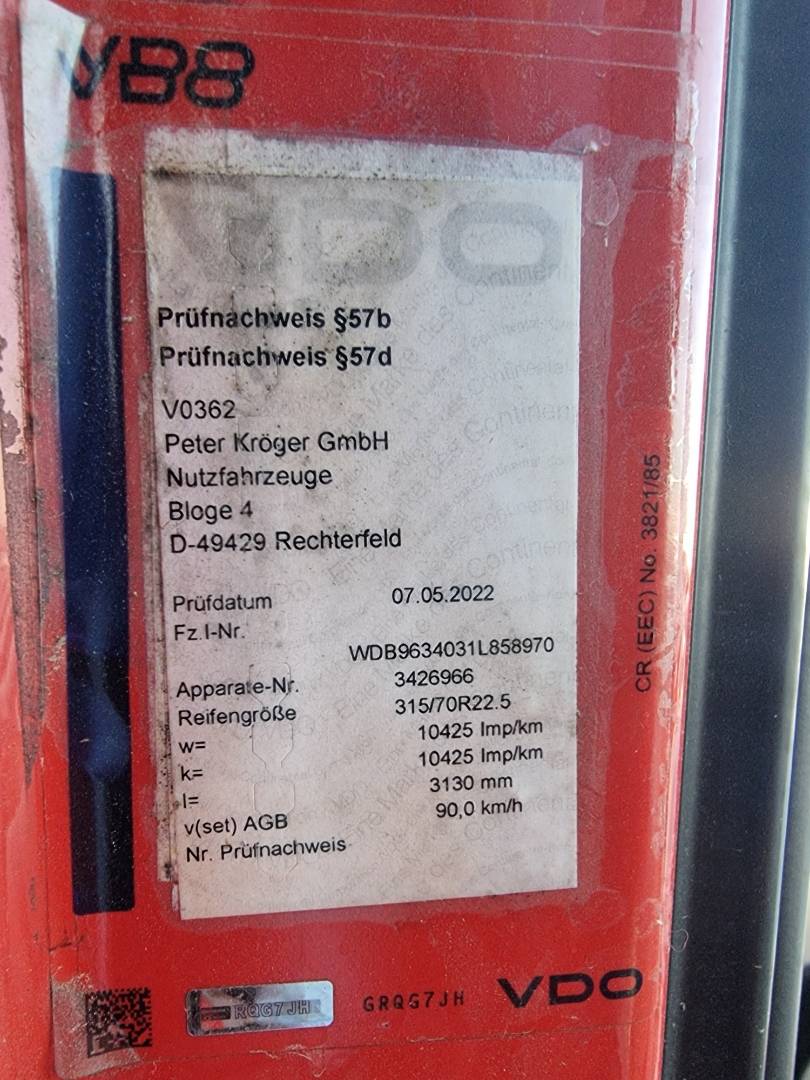 VDO
VDO
Prüfnachweis §57b
Prüfnachweis §57d
V0362
Peter Kröger GmbH
Nutzfahrzeuge
Bloge 4
D-49429 Rechterfeld
Prüfdatum 07.05.2022
Fz.I-Nr.
WDB9634031L858970
Apparate-Nr. 3426966
Reifengröße 315/70R22.5
w= 10425 Imp/km
k= 10425 Imp/km
l= 3130 mm
v(set) AGB 90,0 km/h
Nr. Prüfnachweis
CR (EEC) No. 3821/85
RQG7JH
GRQG7JH
VDO